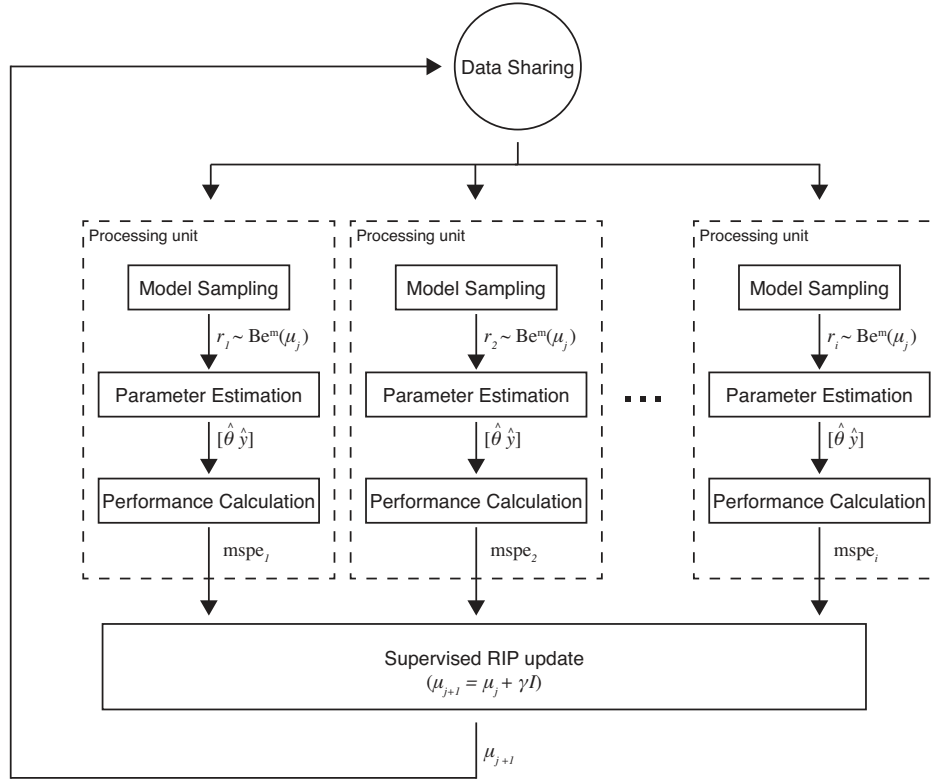 Data Sharing
Processing unit Processing unit Processing unit
Model Sampling Model Sampling Model Sampling
r₁ ~ Beᵐ(μⱼ) r₂ ~ Beᵐ(μⱼ) rᵢ ~ Beᵐ(μⱼ)
Parameter Estimation Parameter Estimation Parameter Estimation
[θ̂ ŷ] [θ̂ ŷ] [θ̂ ŷ]
Performance Calculation Performance Calculation Performance Calculation
mspe₁ mspe₂ mspeᵢ
Supervised RIP update
(μⱼ₊₁ = μⱼ + γI)
μⱼ₊₁